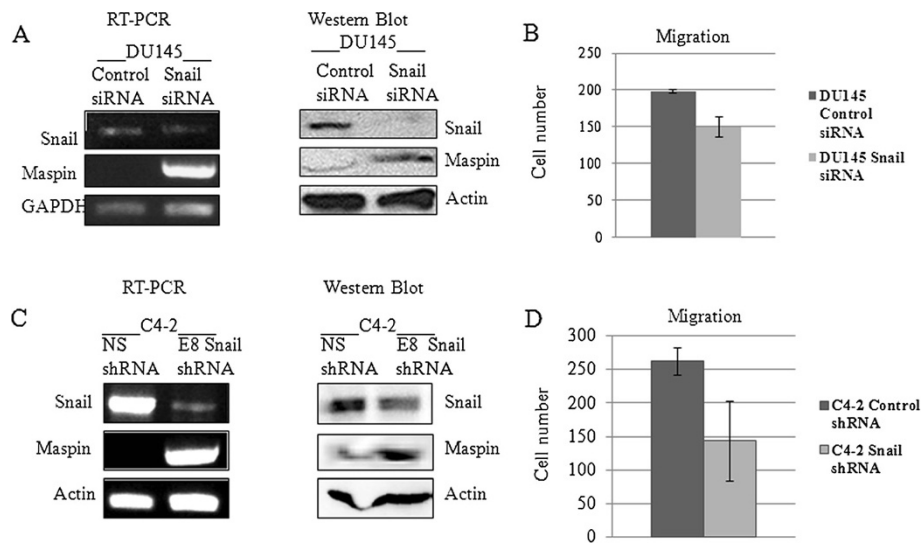 A
RT-PCR
DU145
Control siRNA
Snail siRNA
Snail
Maspin
GAPDH
Western Blot
DU145
Control siRNA
Snail siRNA
Snail
Maspin
Actin
B
Migration
Cell number
250
200
150
100
50
0
DU145 Control siRNA
DU145 Snail siRNA
C
RT-PCR
C4-2
NS shRNA
E8 Snail shRNA
Snail
Maspin
Actin
Western Blot
C4-2
NS shRNA
E8 Snail shRNA
Snail
Maspin
Actin
D
Migration
Cell number
300
250
200
150
100
50
0
C4-2 Control shRNA
C4-2 Snail shRNA